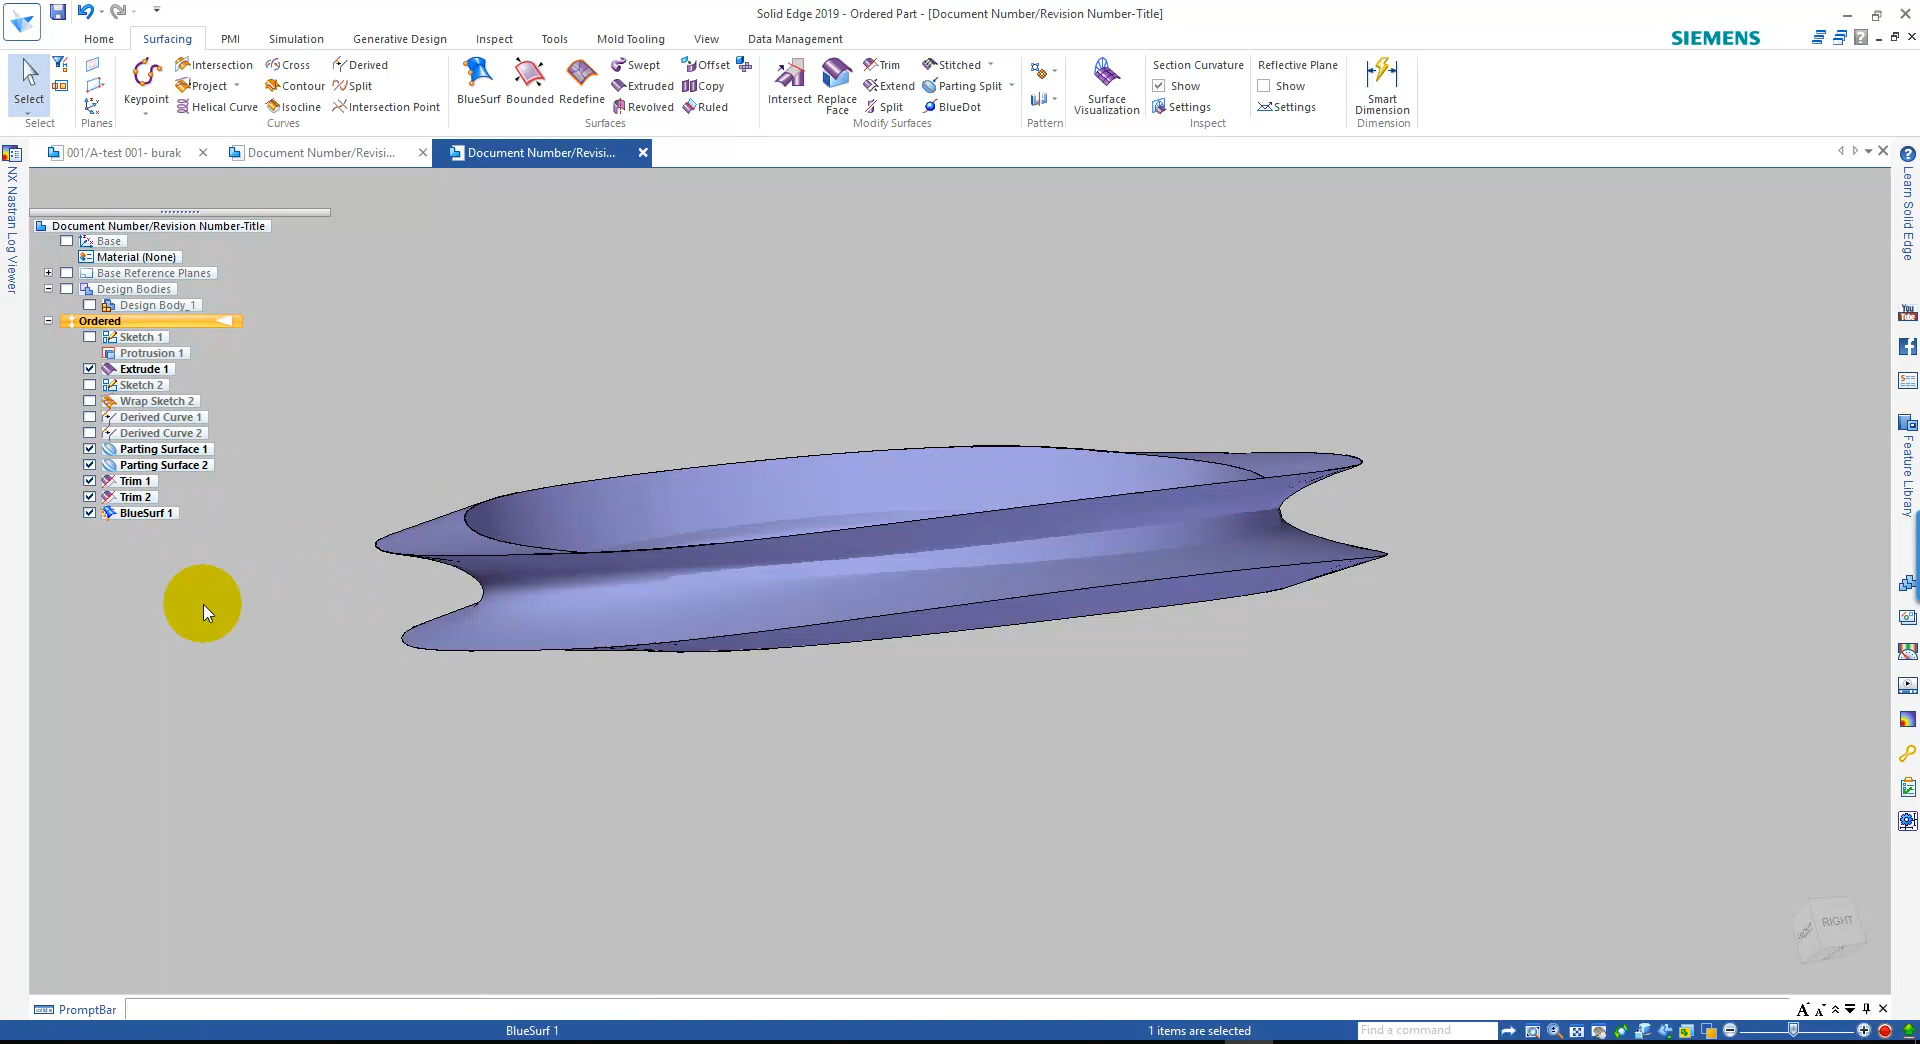 Solid Edge 2019 - Ordered Part - [Document Number/Revision Number-Title]
Home Surfacing PMI Simulation Generative Design Inspect Tools Mold Tooling View Data Management
SIEMENS
Select
Select
Planes
Keypoint
Intersection
Project
Helical Curve
Cross
Contour
Isocline
Derived
Split
Intersection Point
Curves
BlueSurf
Bounded
Redefine
Swept
Extruded
Revolved
Offset
Copy
Ruled
Surfaces
Intersect
Replace
Face
Trim
Extend
Split
Stitched
Parting Split
BlueDot
Modify Surfaces
Pattern
Surface
Visualization
Section Curvature
Show
Settings
Inspect
Reflective Plane
Show
Settings
Smart
Dimension
Dimension
001/A-test 001- burak
Document Number/Revisi...
Document Number/Revisi...
NX Nastran Log Viewer
Document Number/Revision Number-Title
Base
Material (None)
Base Reference Planes
Design Bodies
Design Body_1
Ordered
Sketch 1
Protrusion 1
Extrude 1
Sketch 2
Wrap Sketch 2
Derived Curve 1
Derived Curve 2
Parting Surface 1
Parting Surface 2
Trim 1
Trim 2
BlueSurf 1
Learn Solid Edge
You
Tube
Feature Library
FRONT
RIGHT
PromptBar
BlueSurf 1
1 items are selected
Find a command